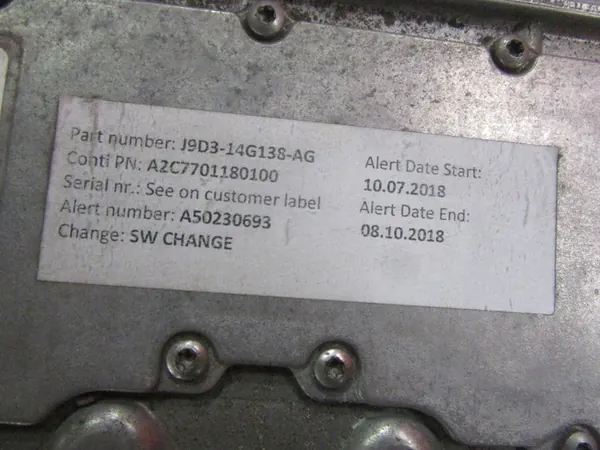 Part number: J9D3-14G138-AG
Conti PN: A2C7701180100
Serial nr.: See on customer label
Alert number: A50230693
Change: SW CHANGE
Alert Date Start:
10.07.2018
Alert Date End:
08.10.2018